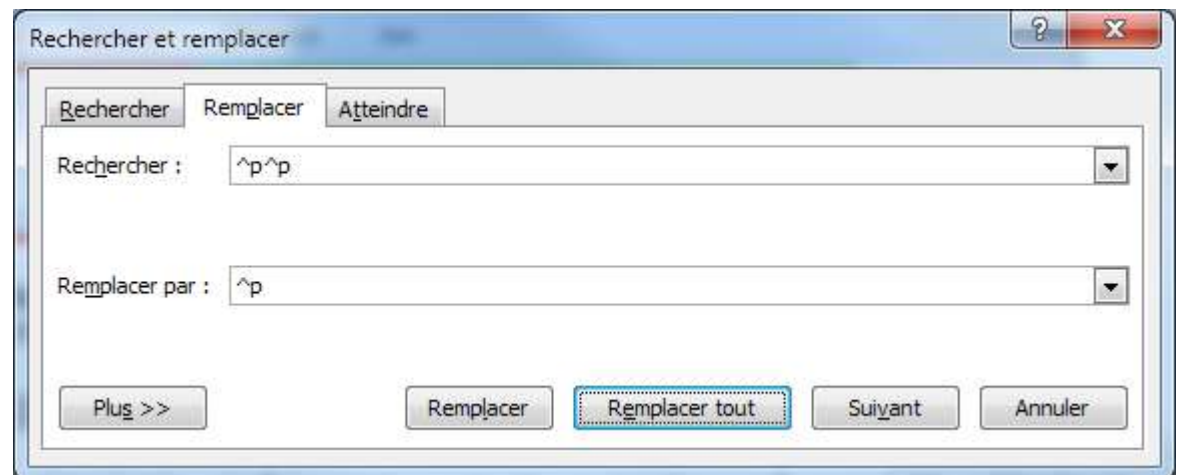 Rechercher et remplacer
Rechercher Remplacer Atteindre
Rechercher : ^p^p
Remplacer par : ^p
Plus >> Remplacer Remplacer tout Suivant Annuler